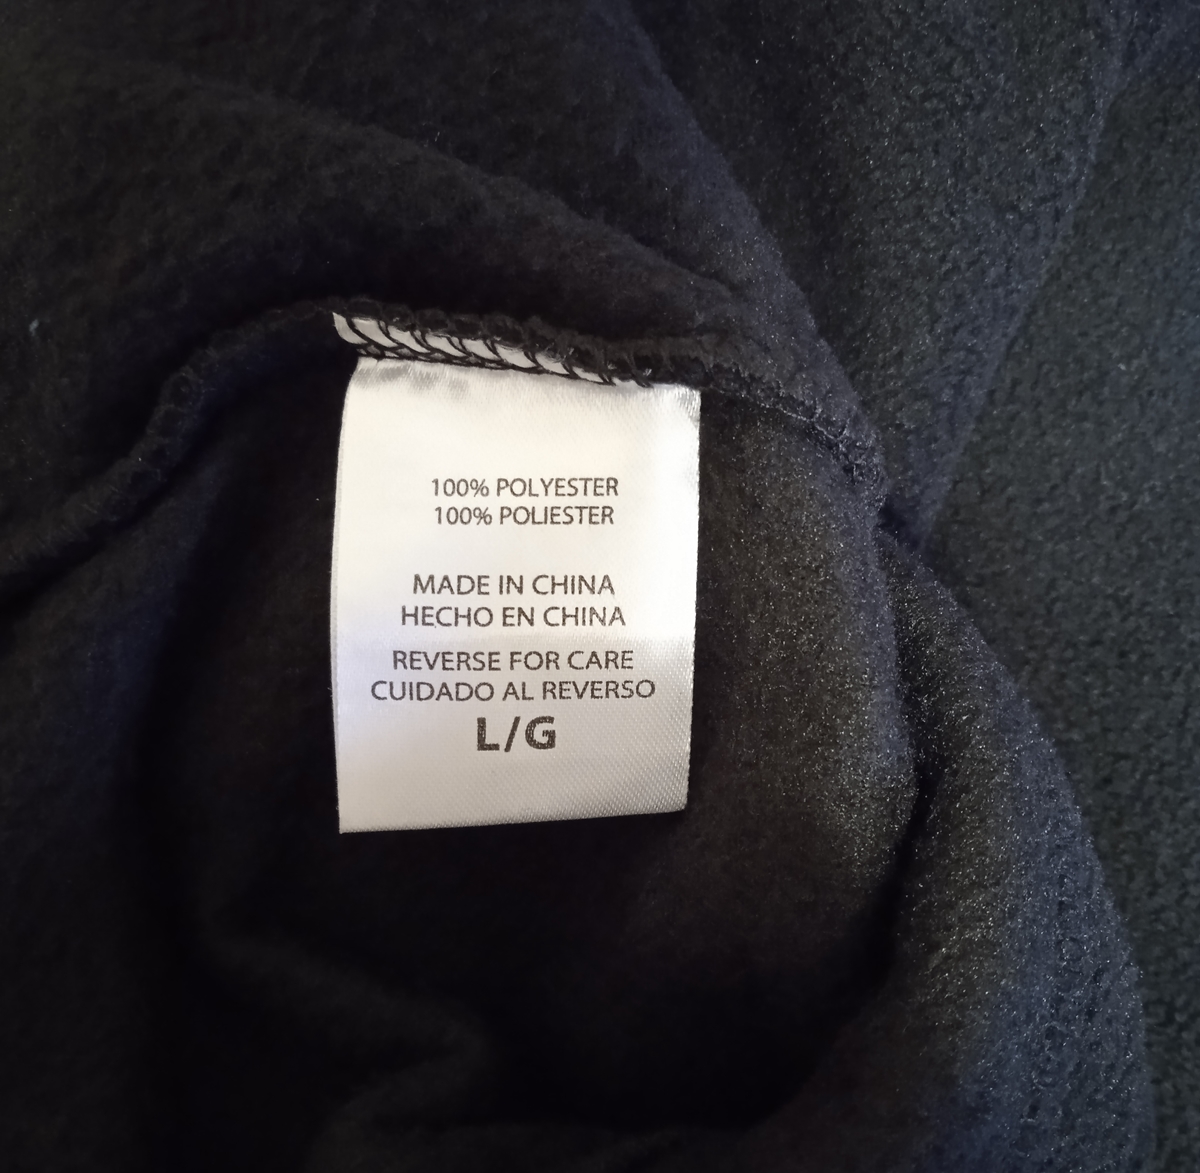 100% POLYESTER
100% POLIESTER
MADE IN CHINA
HECHO EN CHINA
REVERSE FOR CARE
CUIDADO AL REVERSO
L/G